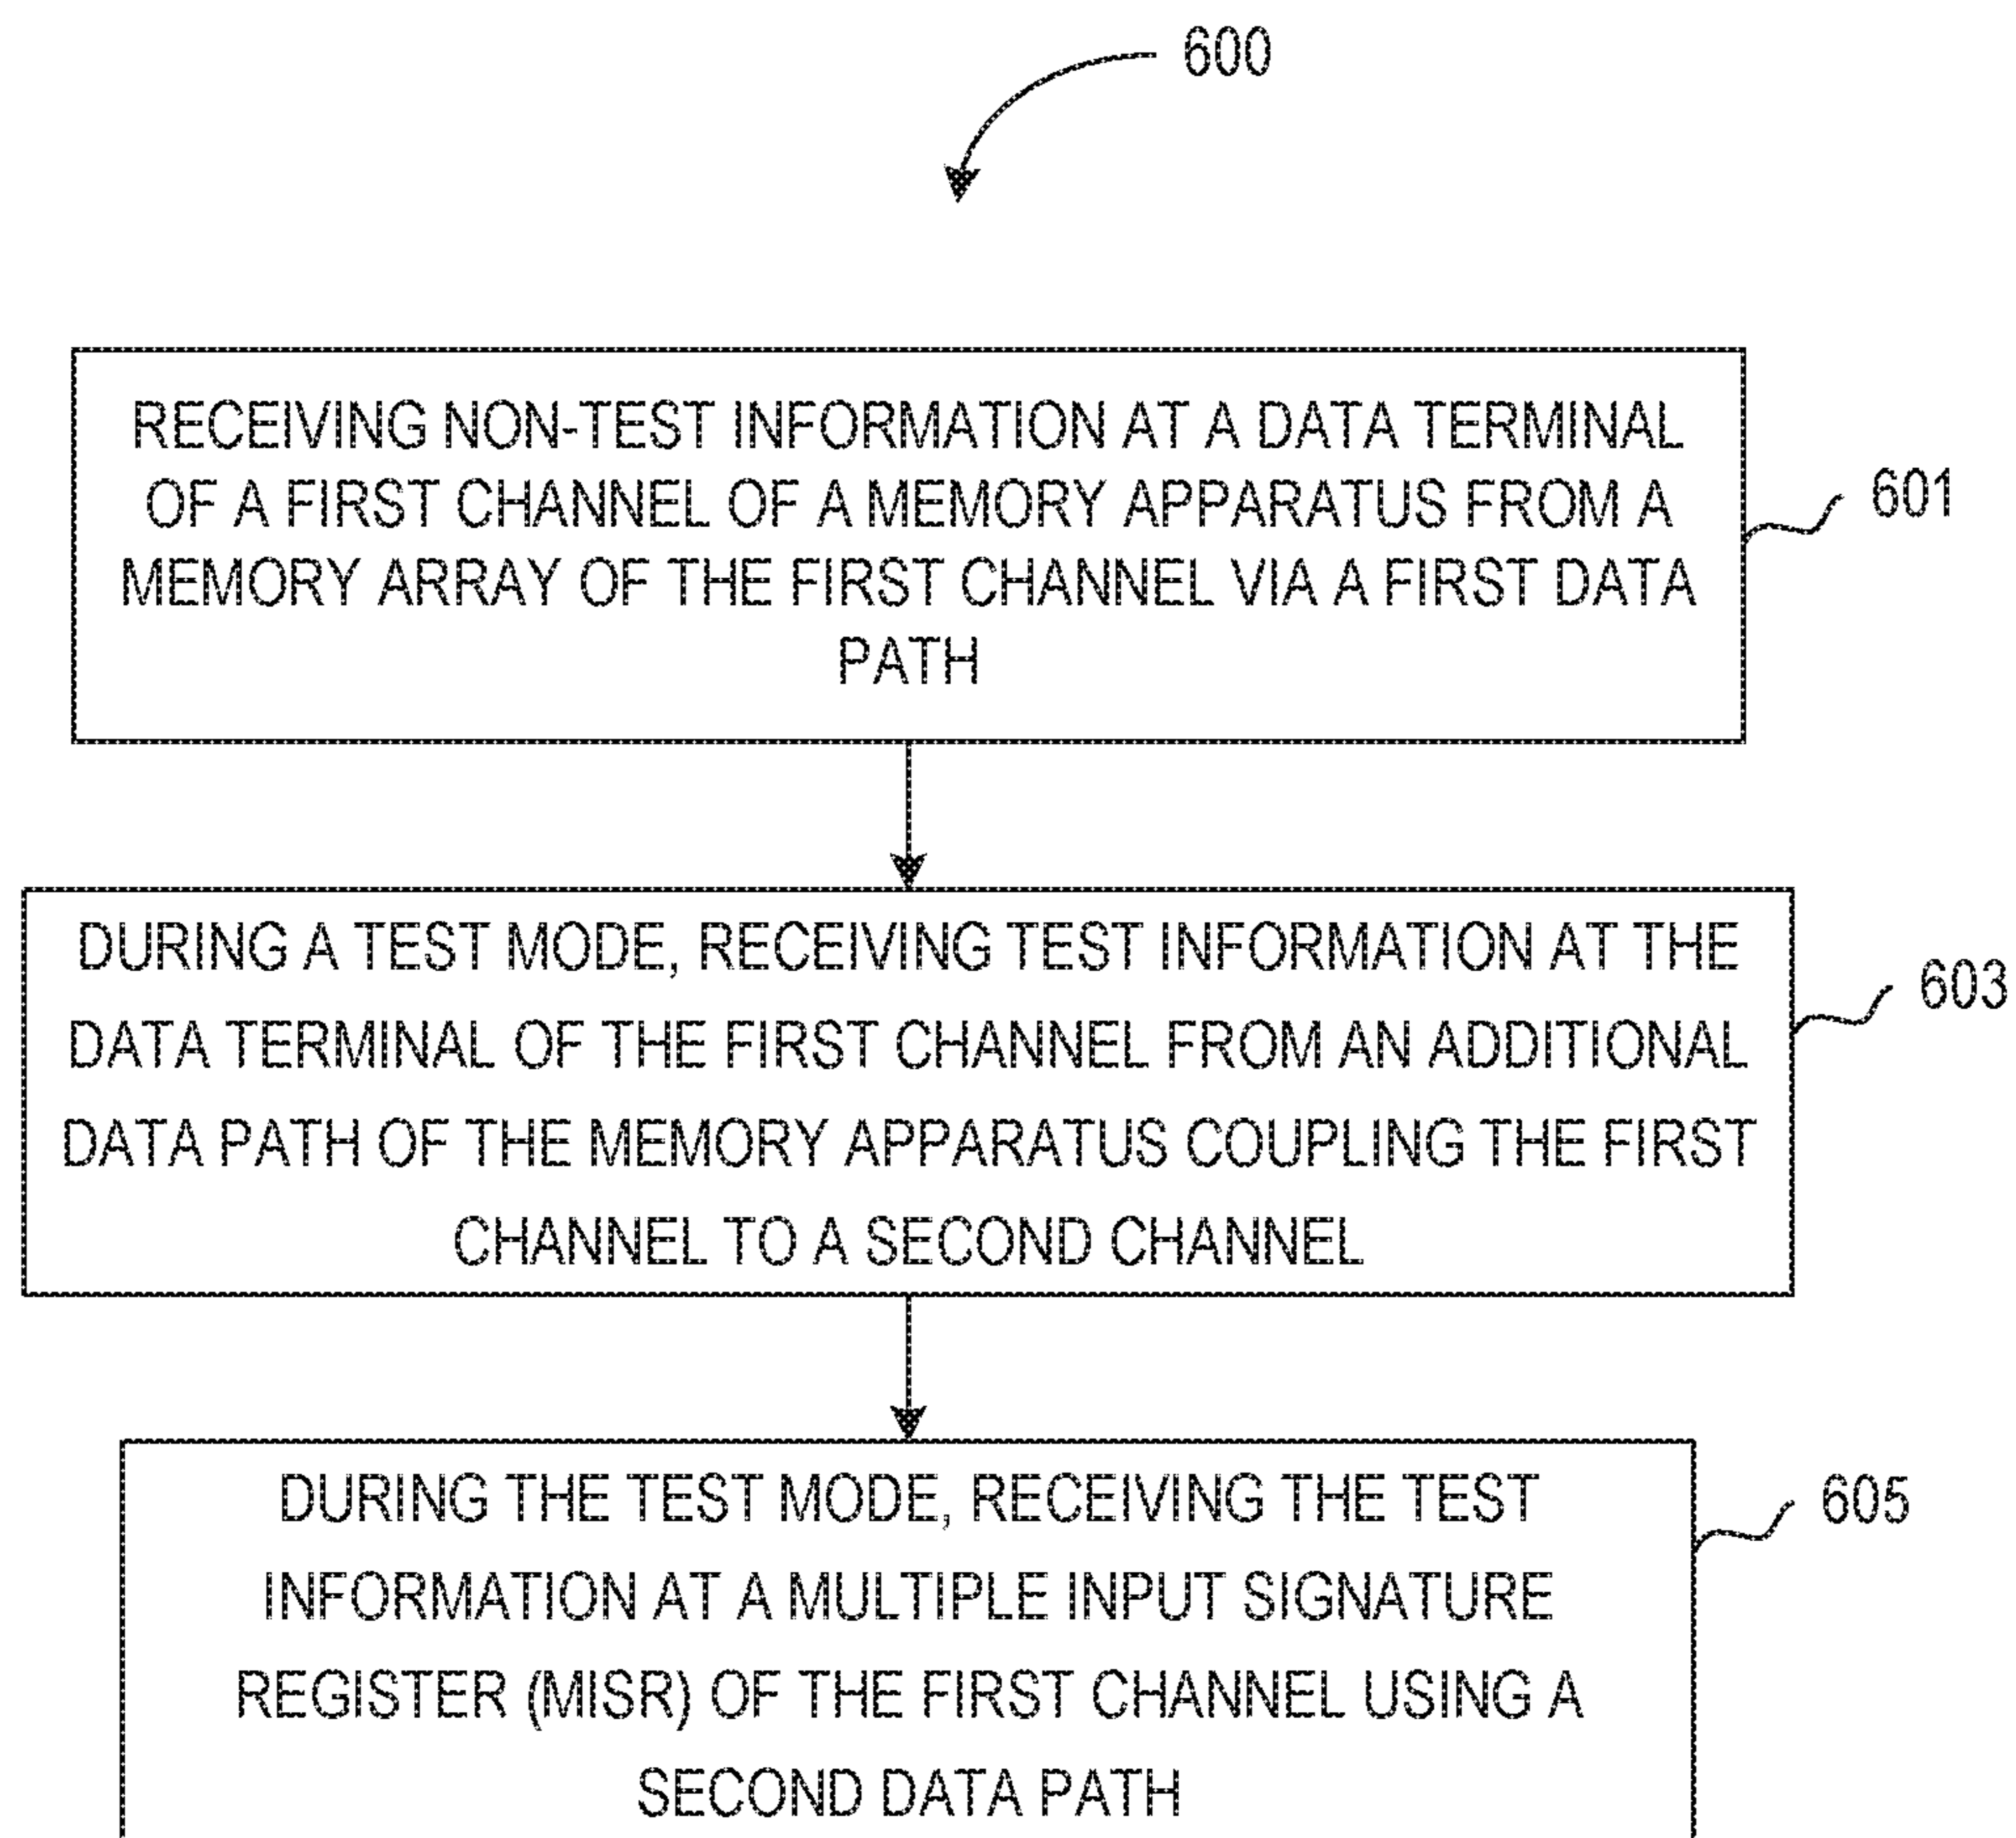 600
RECEIVING NON-TEST INFORMATION AT A DATA TERMINAL
OF A FIRST CHANNEL OF A MEMORY APPARATUS FROM A
MEMORY ARRAY OF THE FIRST CHANNEL VIA A FIRST DATA
PATH
601
DURING A TEST MODE, RECEIVING TEST INFORMATION AT THE
DATA TERMINAL OF THE FIRST CHANNEL FROM AN ADDITIONAL
DATA PATH OF THE MEMORY APPARATUS COUPLING THE FIRST
CHANNEL TO A SECOND CHANNEL
603
DURING THE TEST MODE, RECEIVING THE TEST
INFORMATION AT A MULTIPLE INPUT SIGNATURE
REGISTER (MISR) OF THE FIRST CHANNEL USING A
SECOND DATA PATH
605